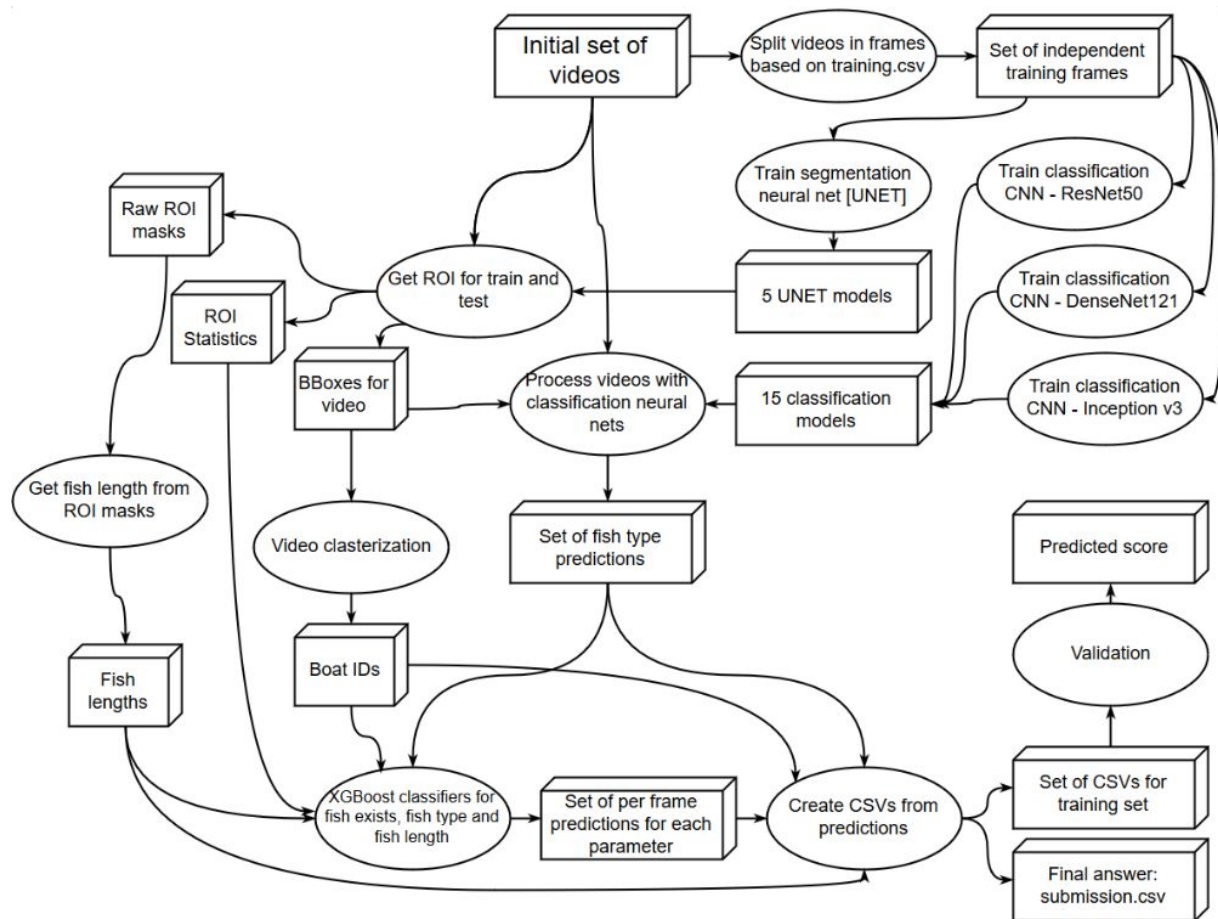 Initial set of
videos
Split videos in frames
based on training.csv
Set of independent
training frames
Train segmentation
neural net [UNET]
Train classification
CNN - ResNet50
Raw ROI
masks
Get ROI for train and
test
5 UNET models
Train classification
CNN - DenseNet121
ROI
Statistics
BBoxes for
video
Process videos with
classification neural
nets
15 classification
models
Train classification
CNN - Inception v3
Get fish length from
ROI masks
Video clasterization
Set of fish type
predictions
Predicted score
Validation
Fish
lengths
Boat IDs
XGBoost classifiers for
fish exists, fish type and
fish length
Set of per frame
predictions for each
parameter
Create CSVs from
predictions
Set of CSVs for
training set
Final answer:
submission.csv